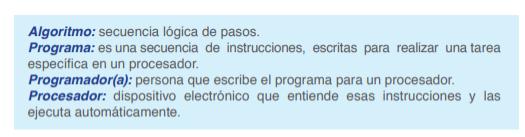 Algoritmo: secuencia lógica de pasos.
Programa: es una secuencia de instrucciones, escritas para realizar una tarea
específica en un procesador.
Programador(a): persona que escribe el programa para un procesador.
Procesador: dispositivo electrónico que entiende esas instrucciones y las
ejecuta automáticamente.